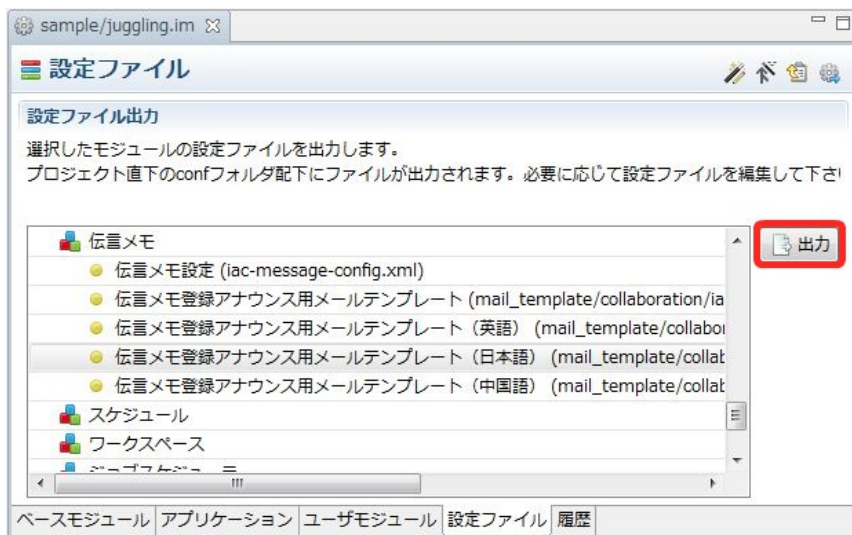 sample/juggling.im
設定ファイル
設定ファイル出力
選択したモジュールの設定ファイルを出力します。
プロジェクト直下のconfフォルダ配下にファイルが出力されます。必要に応じて設定ファイルを編集して下さ
伝言メモ
出力
伝言メモ設定 (iac-message-config.xml)
伝言メモ登録アナウンス用メールテンプレート (mail_template/collaboration/ia
伝言メモ登録アナウンス用メールテンプレート（英語） (mail_template/collabo
伝言メモ登録アナウンス用メールテンプレート（日本語） (mail_template/collab
伝言メモ登録アナウンス用メールテンプレート（中国語） (mail_template/collab
スケジュール
ワークスペース
ベースモジュール アプリケーション ユーザモジュール 設定ファイル 履歴